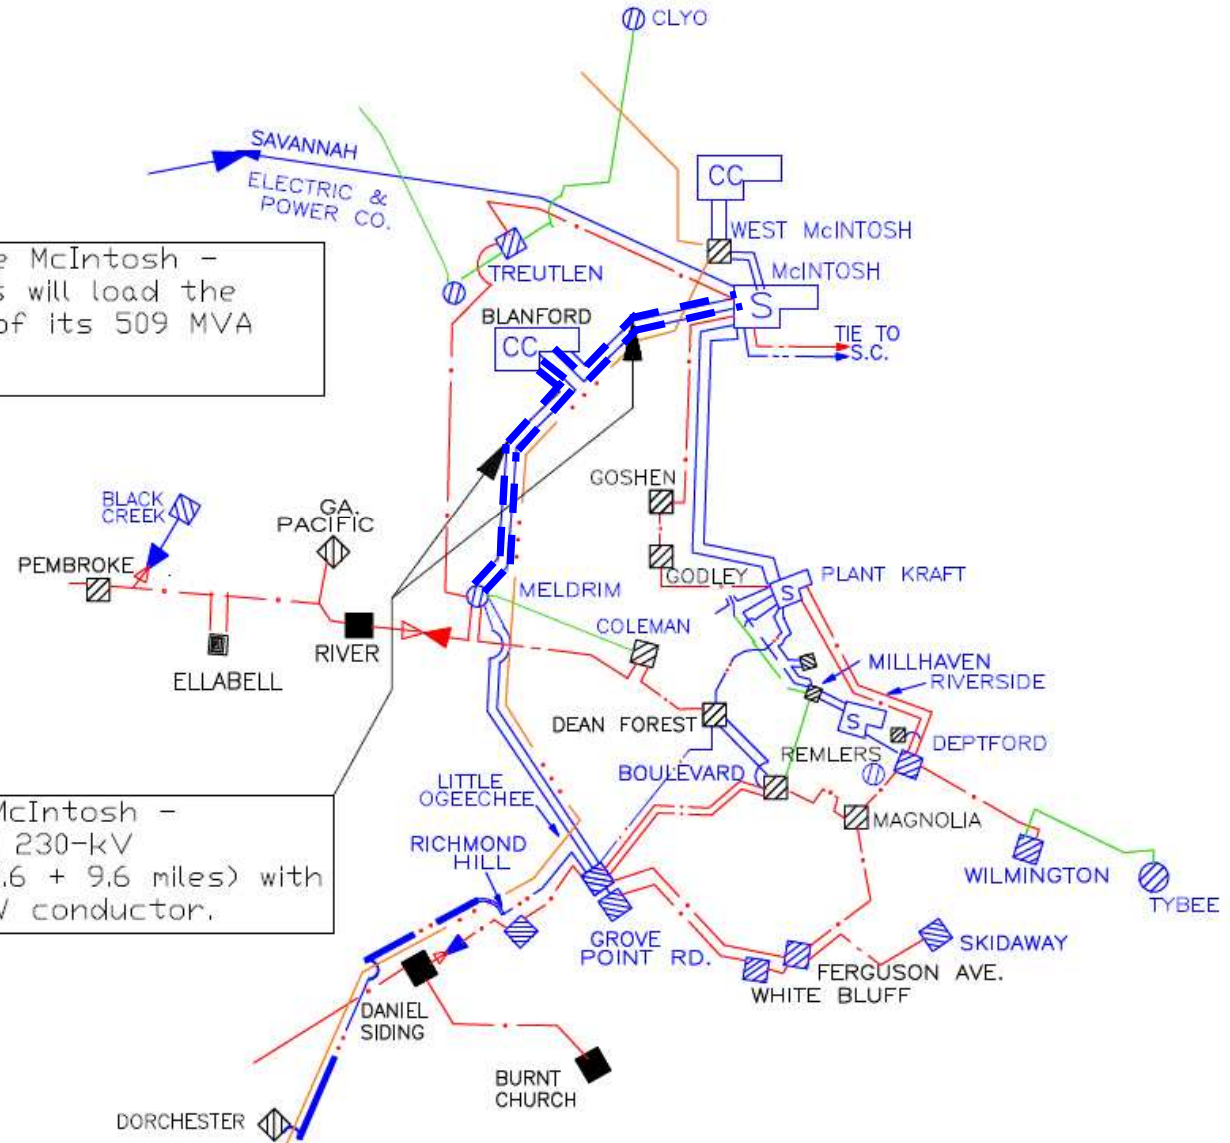 CLYO
SAVANNAH
ELECTRIC &
POWER CO.
CC
WEST McINTOSH
McINTOSH
S
TREUTLEN
BLANFORD
CC
TIE TO
S.C.
McIntosh -
will load the
of its 509 MVA
GOSHEN
GODLEY
BLACK
CREEK
GA.
PACIFIC
PEMBROKE
ELLABELL
RIVER
MELDRIM
COLEMAN
PLANT KRAFT
S
MILLHAVEN
RIVERSIDE
DEAN FOREST
S
REMLERS
DEPTFORD
BOULEVARD
LITTLE
OGEECHEE
MAGNOLIA
RICHMOND
HILL
WILMINGTON
TYBEE
McIntosh -
230-kV
.6 + 9.6 miles) with
conductor.
GROVE
POINT RD.
SKIDAWAY
FERGUSON AVE.
WHITE BLUFF
DANIEL
SIDING
BURNT
CHURCH
DORCHESTER